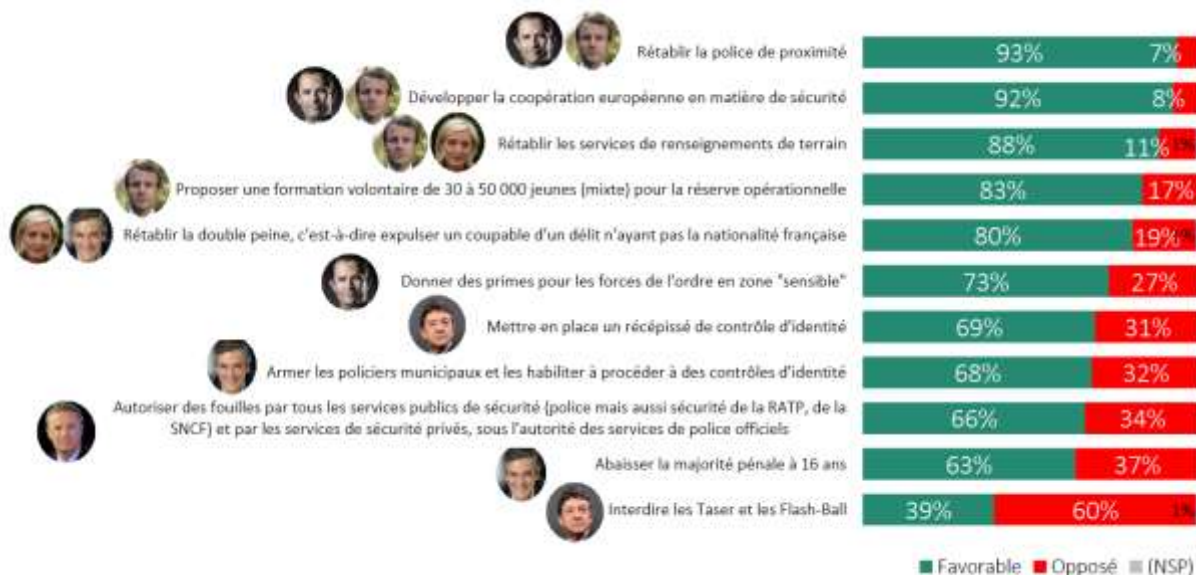 Rétablir la police de proximité 93% 7%
Développer la coopération européenne en matière de sécurité 92% 8%
Rétablir les services de renseignements de terrain 88% 11% 1%
Proposer une formation volontaire de 30 à 50 000 jeunes (mixte) pour la réserve opérationnelle 83% 17%
Rétablir la double peine, c'est-à-dire expulser un coupable d'un délit n'ayant pas la nationalité française 80% 19%
Donner des primes pour les forces de l'ordre en zone "sensible" 73% 27%
Mettre en place un récépissé de contrôle d'identité 69% 31%
Armer les policiers municipaux et les habiliter à procéder à des contrôles d'identité 68% 32%
Autoriser des fouilles par tous les services publics de sécurité (police mais aussi sécurité de la RATP, de la
SNCF) et par les services de sécurité privés, sous l'autorité des services de police officiels 66% 34%
Abaisser la majorité pénale à 16 ans 63% 37%
Interdire les Taser et les Flash-Ball 39% 60% 1%
Favorable Opposé (NSP)